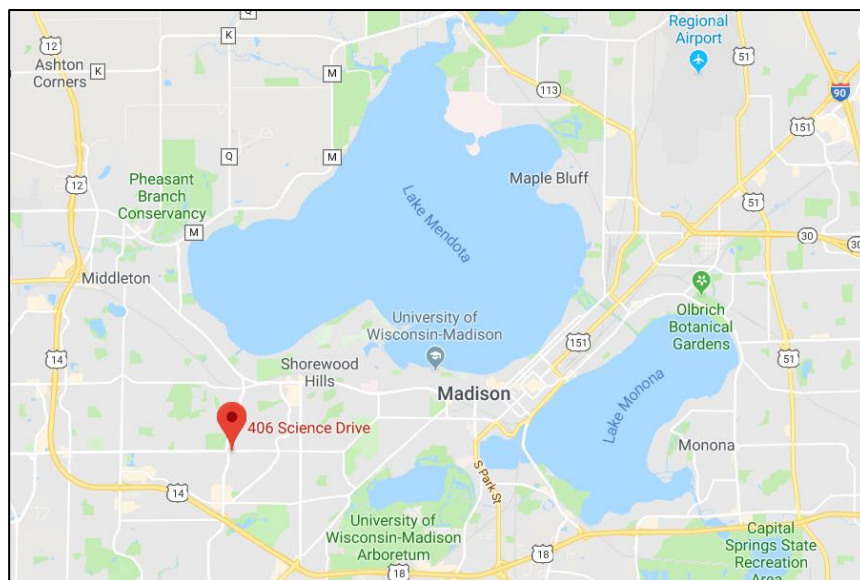 Regional
Airport
12
K
51
Ashton
Corners
K
M
113
90
151
Q
M
12
Pheasant
Branch
Conservancy
Maple Bluff
51
M
Lake Mendota
30
Middleton
Olbrich
Botanical
Gardens
University of
Wisconsin-Madison
151
14
Shorewood
Hills
51
Madison
Lake Monona
406 Science Drive
Monona
S Park St
14
University of
Wisconsin-Madison
Arboretum
Capital
Springs State
Recreation
Area
18
18